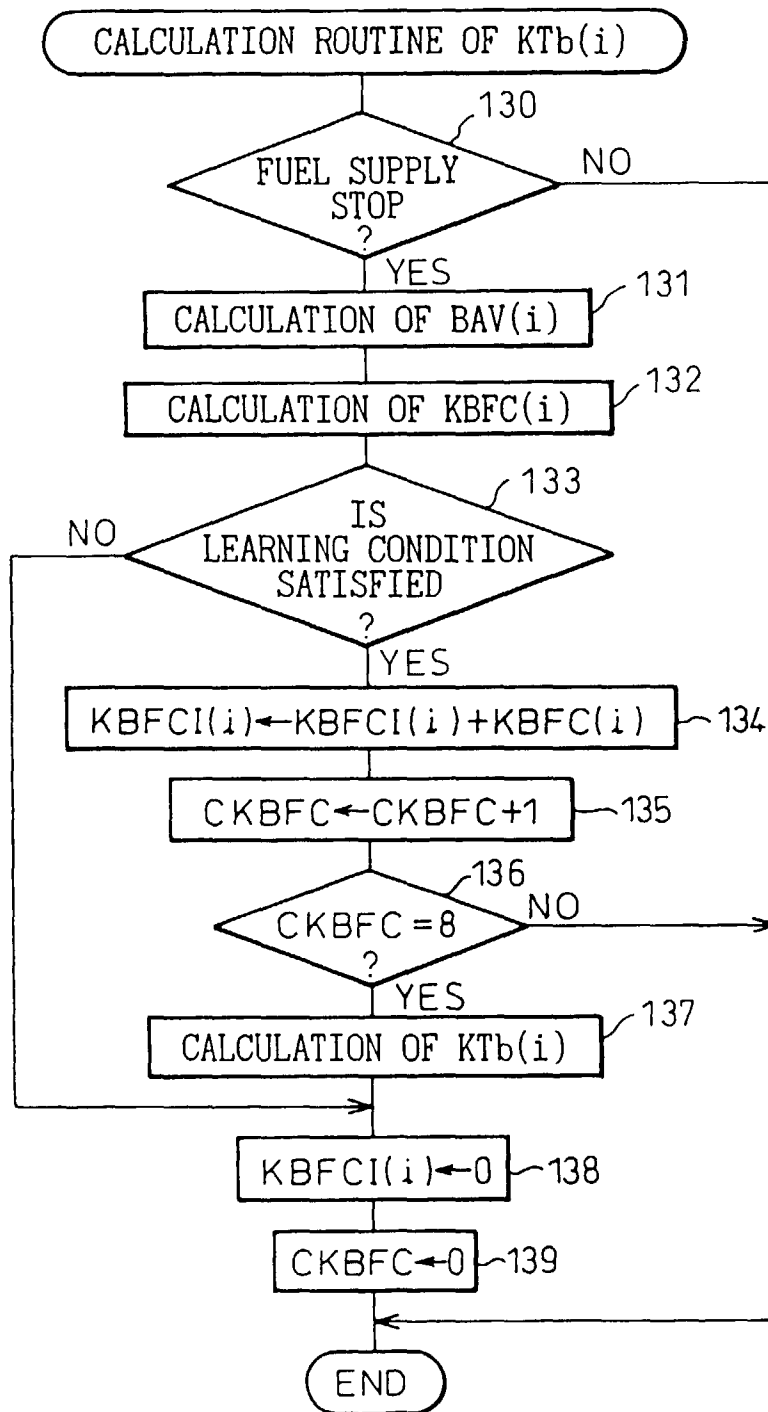 CALCULATION ROUTINE OF KTb(i)
130
FUEL SUPPLY
STOP
?
NO
YES
CALCULATION OF BAV(i)
131
CALCULATION OF KBFC(i)
132
133
NO
IS
LEARNING CONDITION
SATISFIED
?
YES
KBFCI(i)←KBFCI(i)+KBFC(i)
134
CKBFC←CKBFC+1
135
136
CKBFC=8
?
NO
YES
137
CALCULATION OF KTb(i)
KBFCI(i)←0
138
CKBFC←0
139
END